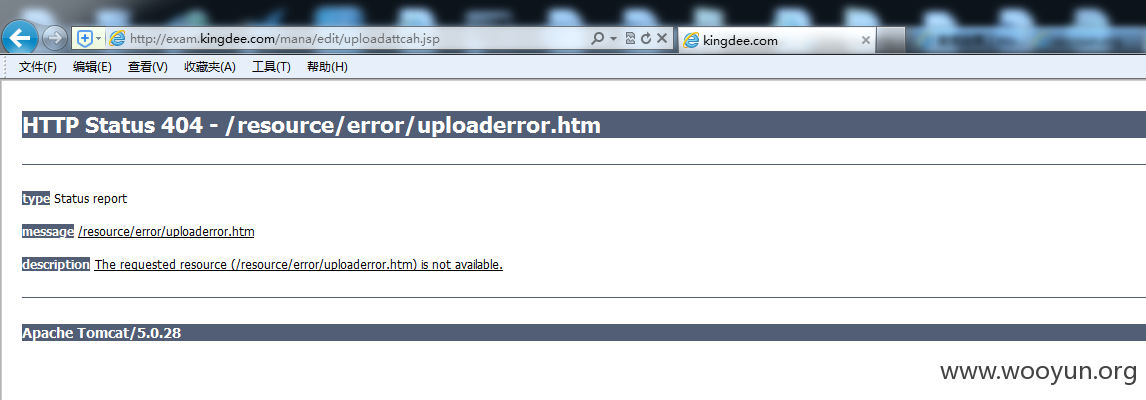 http://exam.kingdee.com/mana/edit/uploadattcah.jsp
kingdee.com
文件(F) 编辑(E) 查看(V) 收藏夹(A) 工具(T) 帮助(H)
HTTP Status 404 - /resource/error/uploaderror.htm
type Status report
message /resource/error/uploaderror.htm
description The requested resource (/resource/error/uploaderror.htm) is not available.
Apache Tomcat/5.0.28
www.wooyun.org